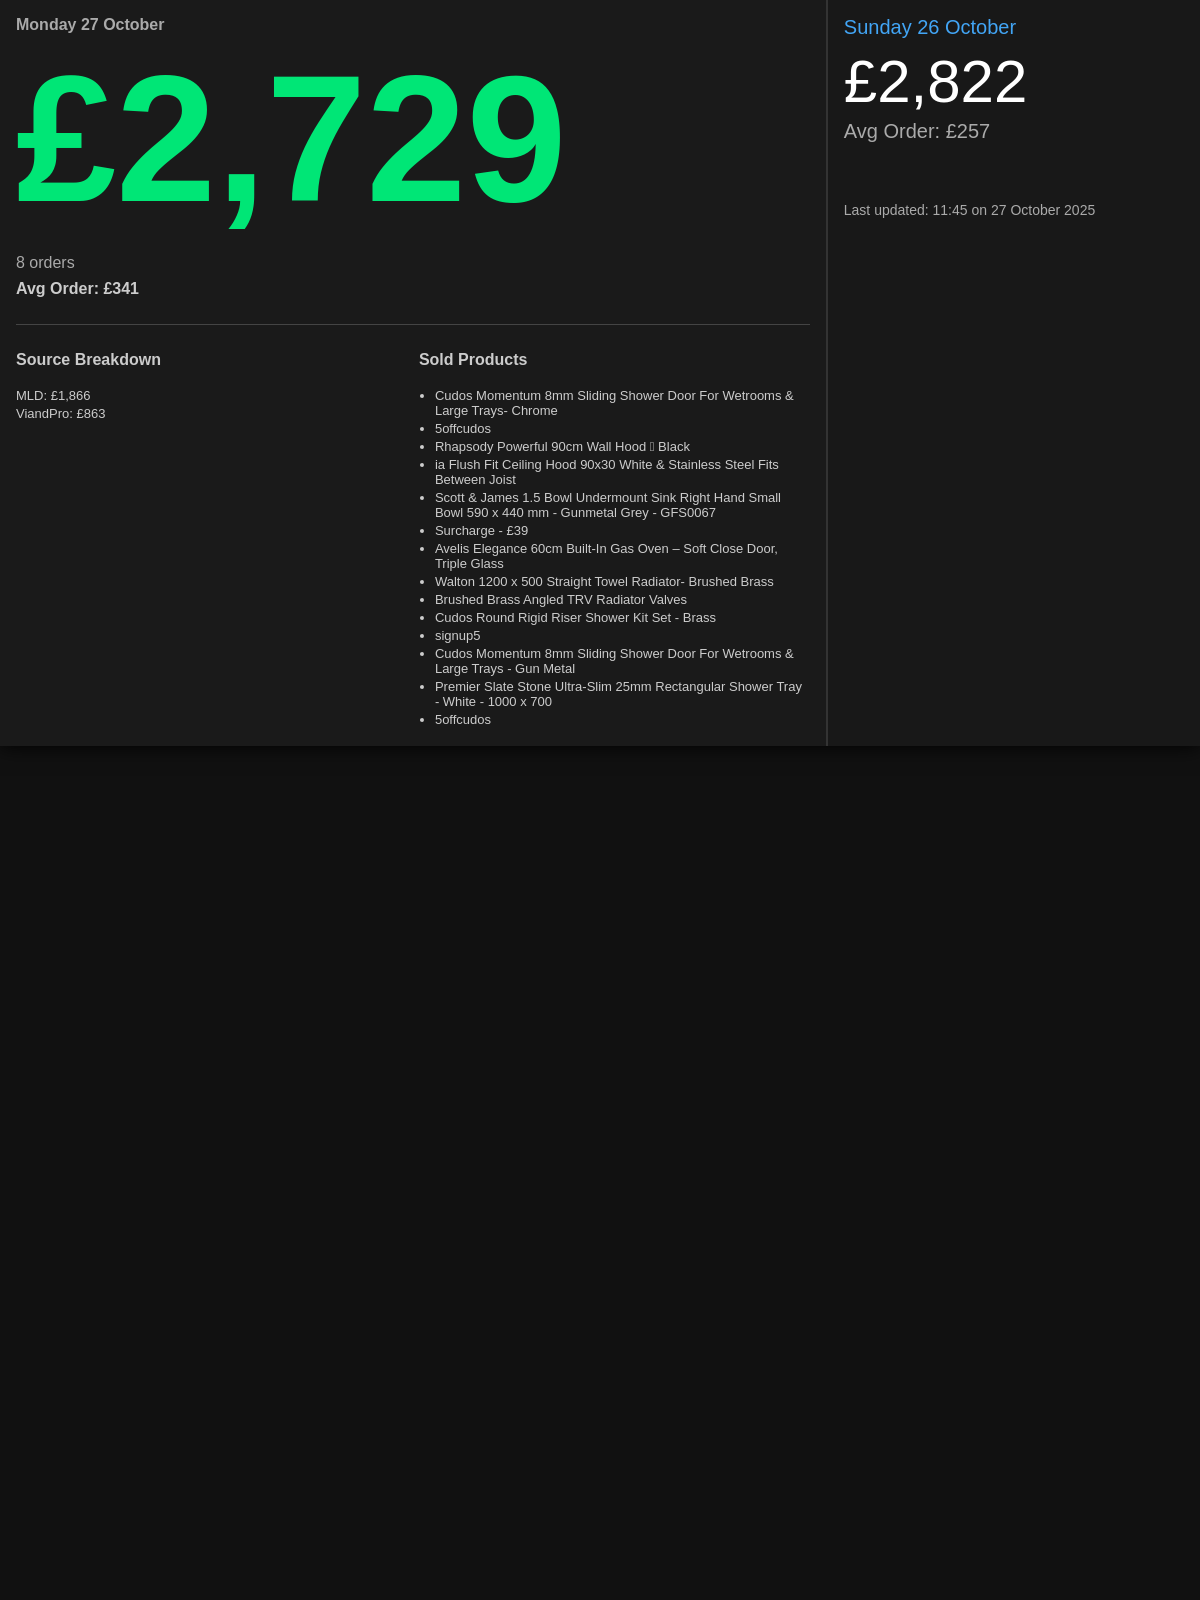 Monday 27 October
£2,729
8 orders
Avg Order: £341
Source Breakdown
MLD: £1,866
ViandPro: £863
Sold Products
• Cudos Momentum 8mm Sliding Shower Door For Wetrooms &
Large Trays- Chrome
• 5offcudos
• Rhapsody Powerful 90cm Wall Hood  Black
• ia Flush Fit Ceiling Hood 90x30 White & Stainless Steel Fits
Between Joist
• Scott & James 1.5 Bowl Undermount Sink Right Hand Small
Bowl 590 x 440 mm - Gunmetal Grey - GFS0067
• Surcharge - £39
• Avelis Elegance 60cm Built-In Gas Oven – Soft Close Door,
Triple Glass
• Walton 1200 x 500 Straight Towel Radiator- Brushed Brass
• Brushed Brass Angled TRV Radiator Valves
• Cudos Round Rigid Riser Shower Kit Set - Brass
• signup5
• Cudos Momentum 8mm Sliding Shower Door For Wetrooms &
Large Trays - Gun Metal
• Premier Slate Stone Ultra-Slim 25mm Rectangular Shower Tray
- White - 1000 x 700
• 5offcudos
Sunday 26 October
£2,822
Avg Order: £257
Last updated: 11:45 on 27 October 2025